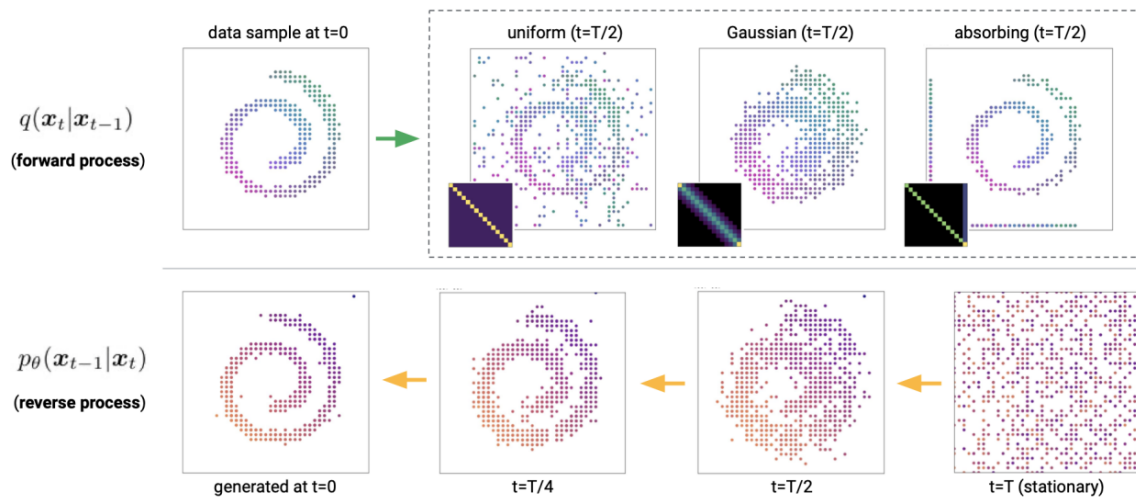 data sample at t=0
uniform (t=T/2)
Gaussian (t=T/2)
absorbing (t=T/2)
q(x_t|x_{t−1})
(forward process)
p_θ(x_{t−1}|x_t)
(reverse process)
generated at t=0
t=T/4
t=T/2
t=T (stationary)